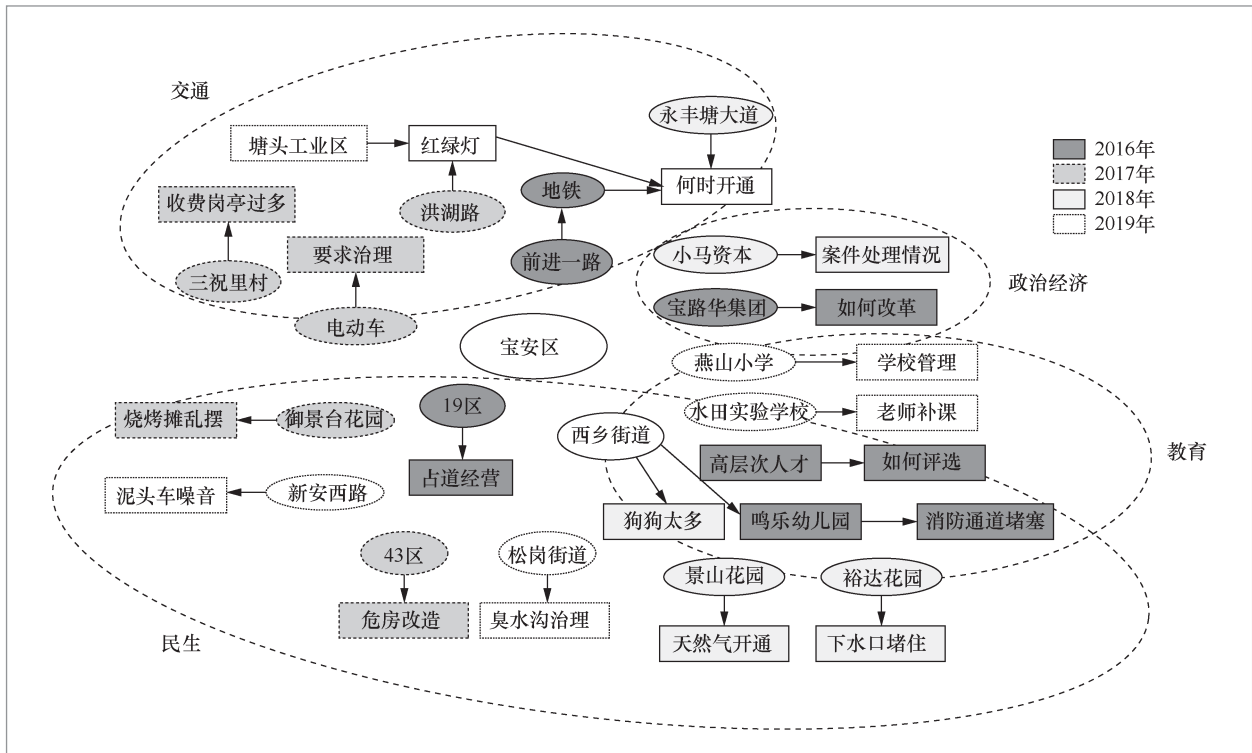 交通
永丰塘大道
塘头工业区
红绿灯
2016年
2017年
2018年
2019年
地铁
何时开通
收费岗亭过多
洪湖路
要求治理
前进一路
小马资本
案件处理情况
三祝里村
政治经济
宝路华集团
如何改革
电动车
宝安区
燕山小学
学校管理
烧烤摊乱摆
御景台花园
19区
水田实验学校
老师补课
西乡街道
教育
高层次人才
如何评选
占道经营
泥头车噪音
新安西路
狗狗太多
鸣乐幼儿园
消防通道堵塞
43区
松岗街道
景山花园
裕达花园
危房改造
臭水沟治理
民生
天然气开通
下水口堵住